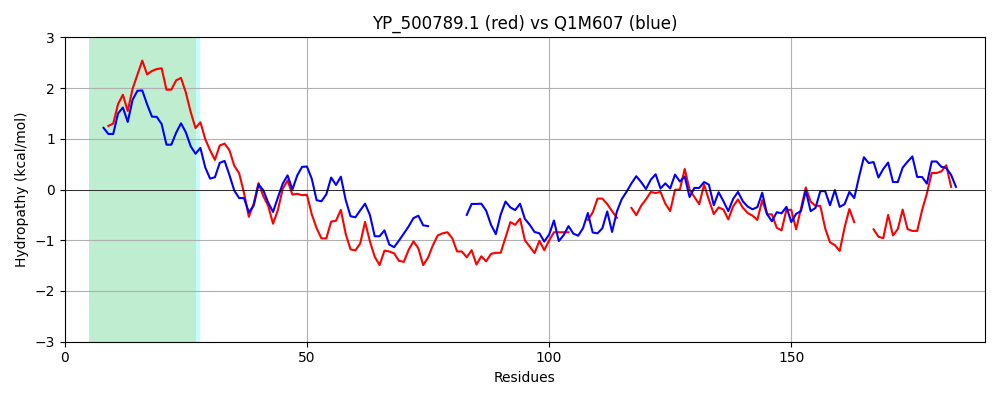 YP_500789.1 (red) vs Q1M607 (blue)
Hydropathy (kcal/mol)
3
2
1
0
−1
−2
−3
0 50 100 150
Residues